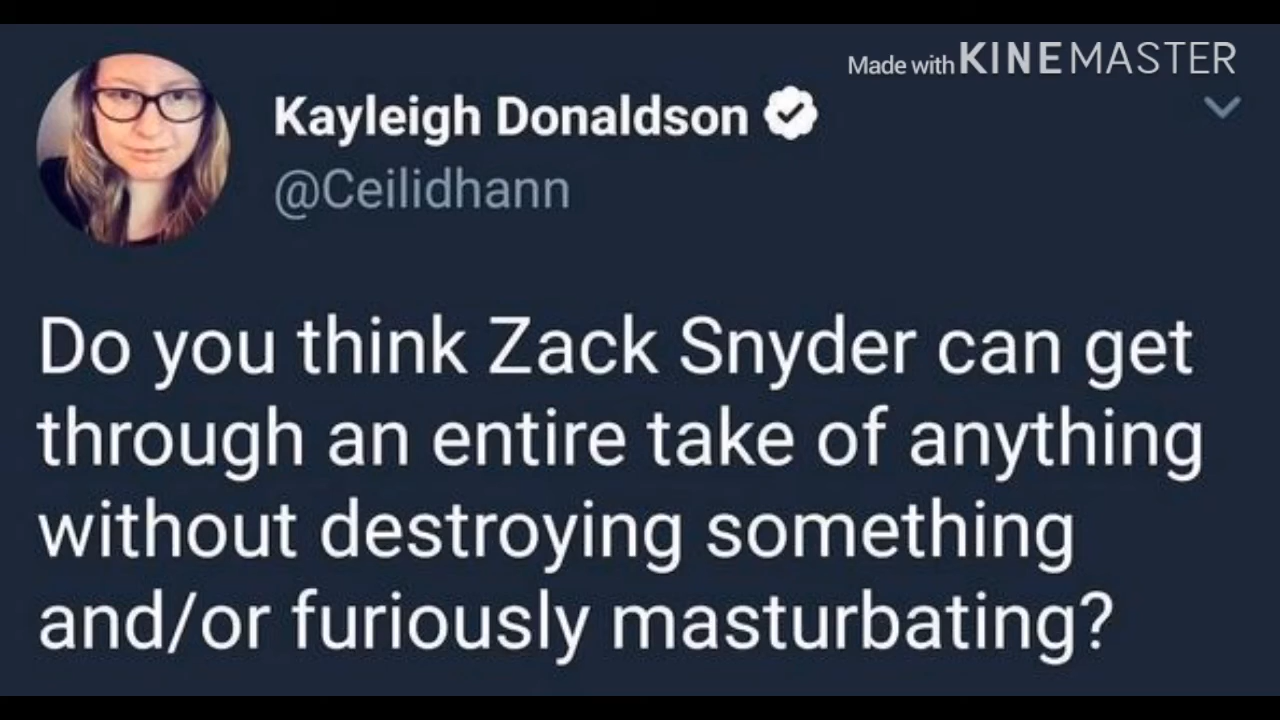 Made with KINEMASTER
Kayleigh Donaldson
@Ceilidhann
Do you think Zack Snyder can get
through an entire take of anything
without destroying something
and/or furiously masturbating?